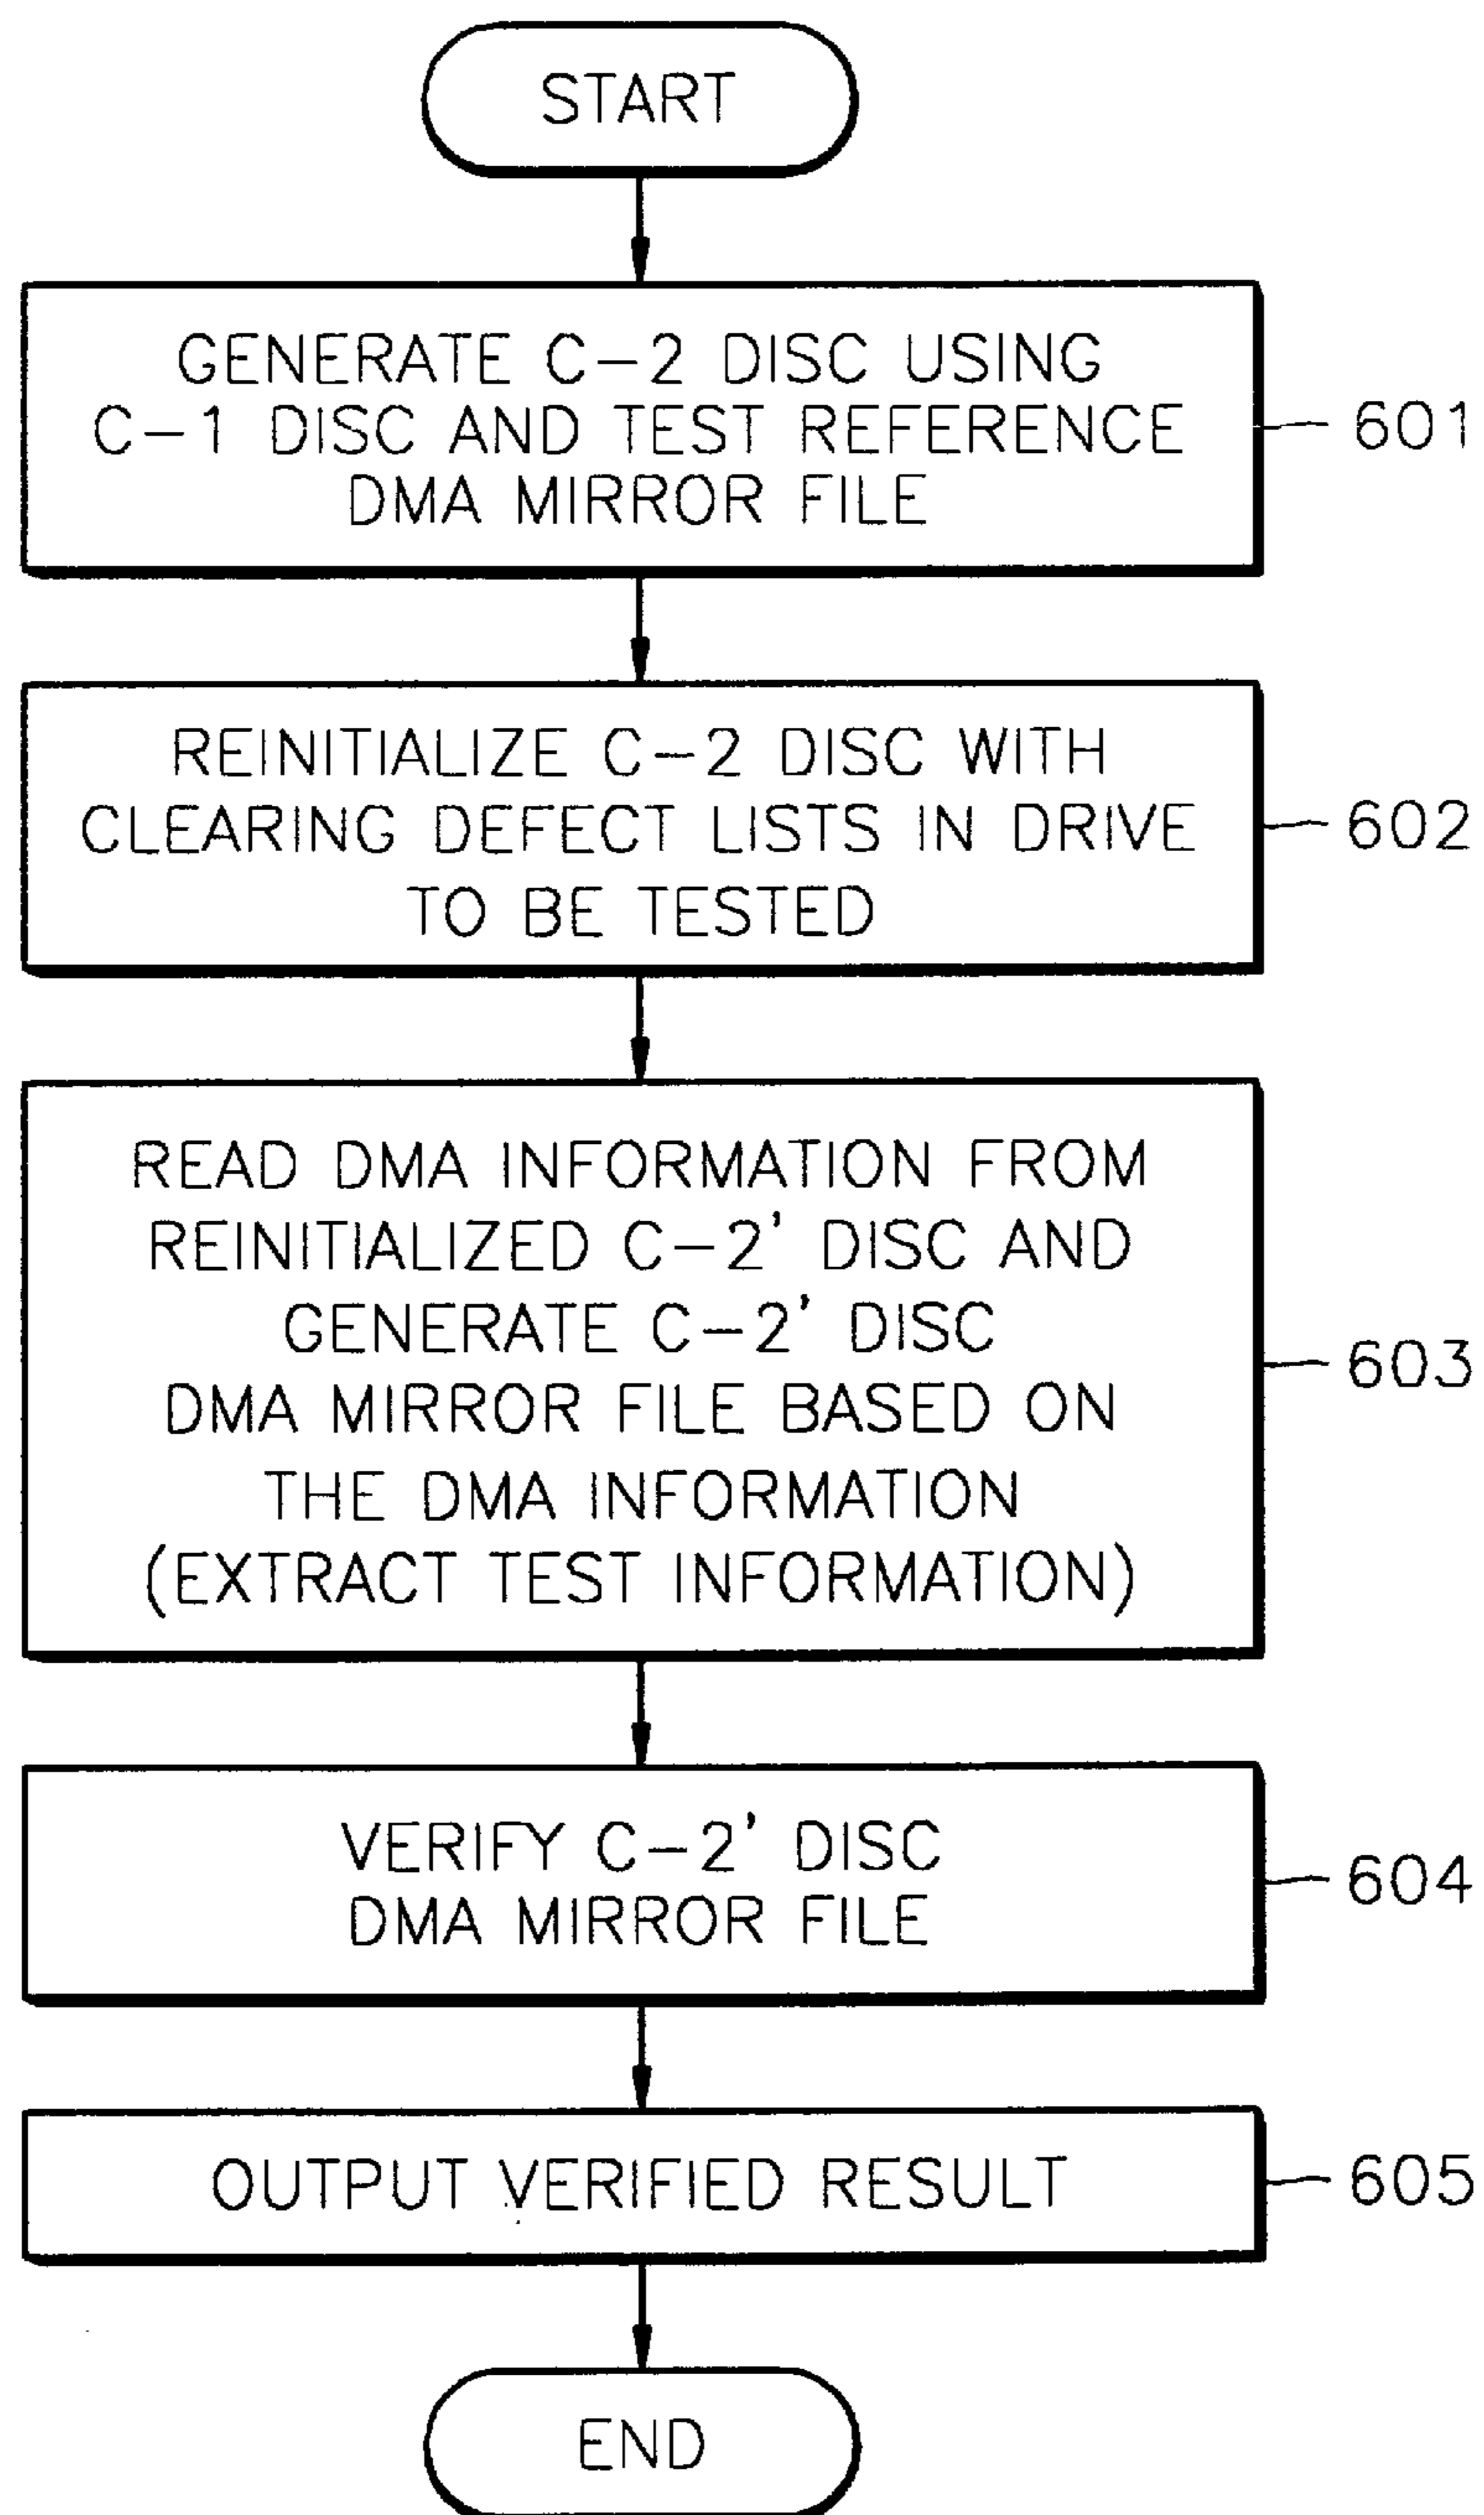 START
GENERATE C-2 DISC USING
C-1 DISC AND TEST REFERENCE
DMA MIRROR FILE
601
REINITIALIZE C-2 DISC WITH
CLEARING DEFECT LISTS IN DRIVE
TO BE TESTED
602
READ DMA INFORMATION FROM
REINITIALIZED C-2' DISC AND
GENERATE C-2' DISC
DMA MIRROR FILE BASED ON
THE DMA INFORMATION
(EXTRACT TEST INFORMATION)
603
VERIFY C-2' DISC
DMA MIRROR FILE
604
OUTPUT VERIFIED RESULT
605
END